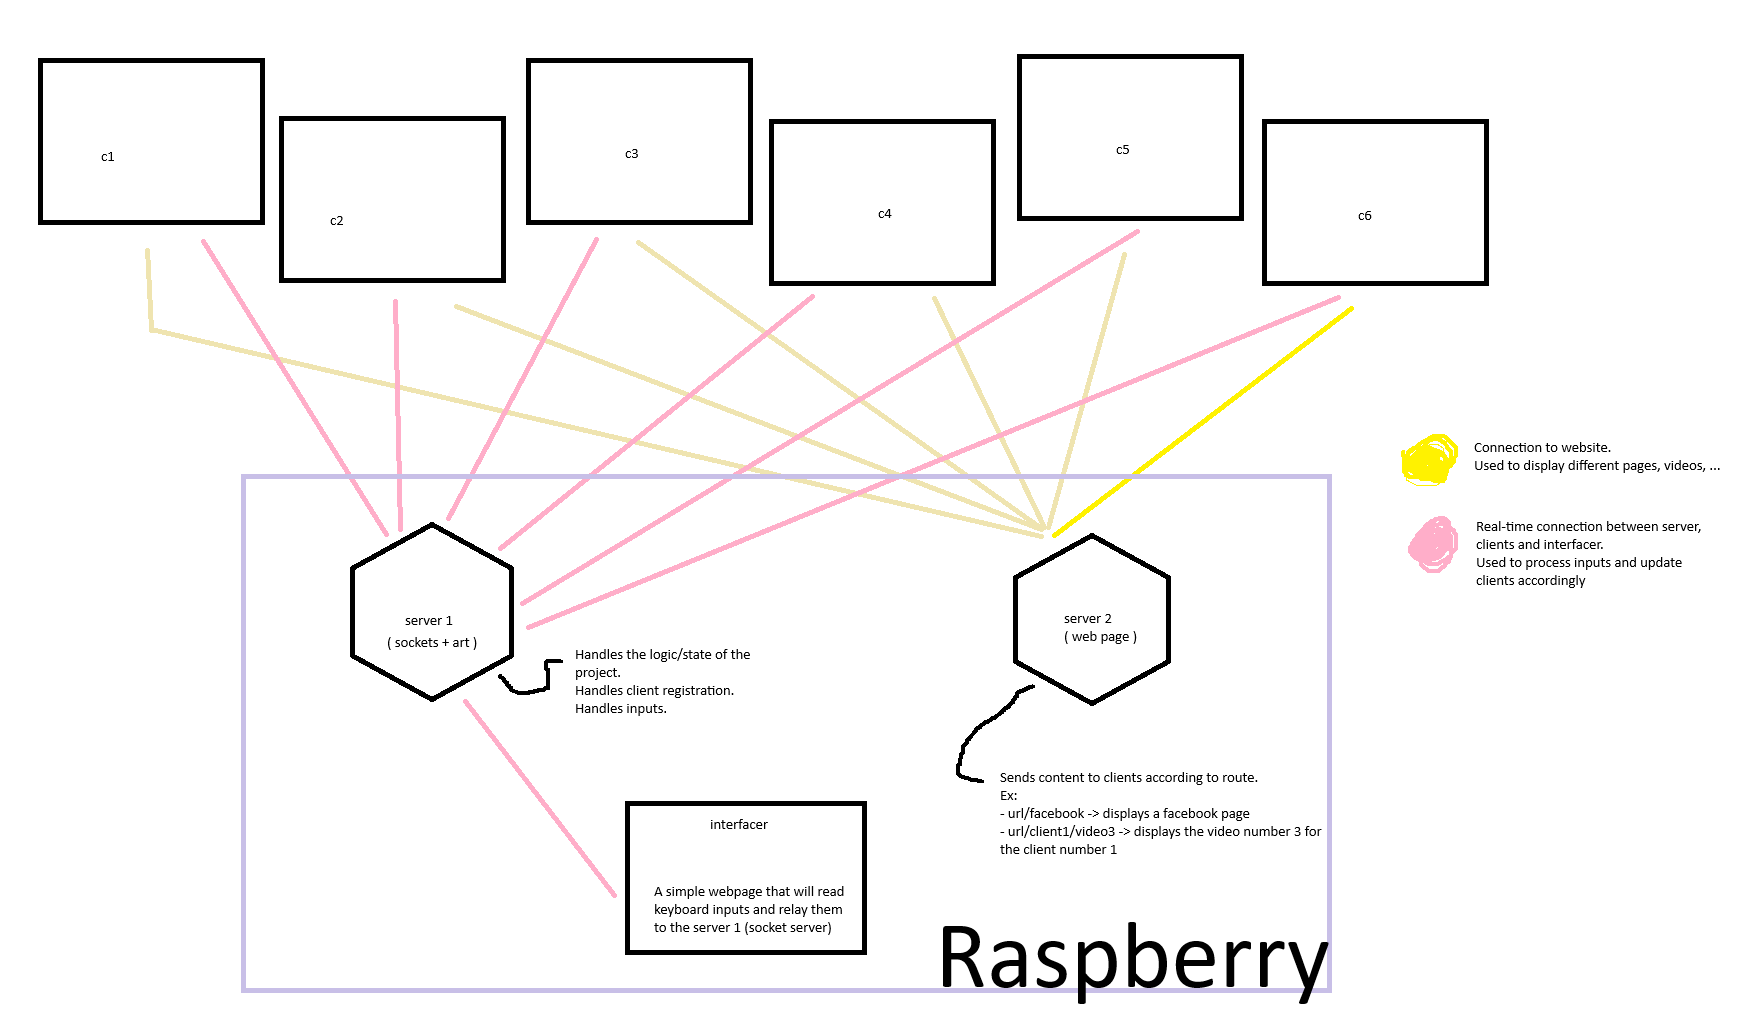 c1
c2
c3
c4
c5
c6
Connection to website.
Used to display different pages, videos, ...
Real-time connection between server,
clients and interfacer.
Used to process inputs and update
clients accordingly
server 1
( sockets + art )
Handles the logic/state of the
project.
Handles client registration.
Handles inputs.
server 2
( web page )
Sends content to clients according to route.
Ex:
- url/facebook -> displays a facebook page
- url/client1/video3 -> displays the video number 3 for
the client number 1
interfacer
A simple webpage that will read
keyboard inputs and relay them
to the server 1 (socket server)
Raspberry